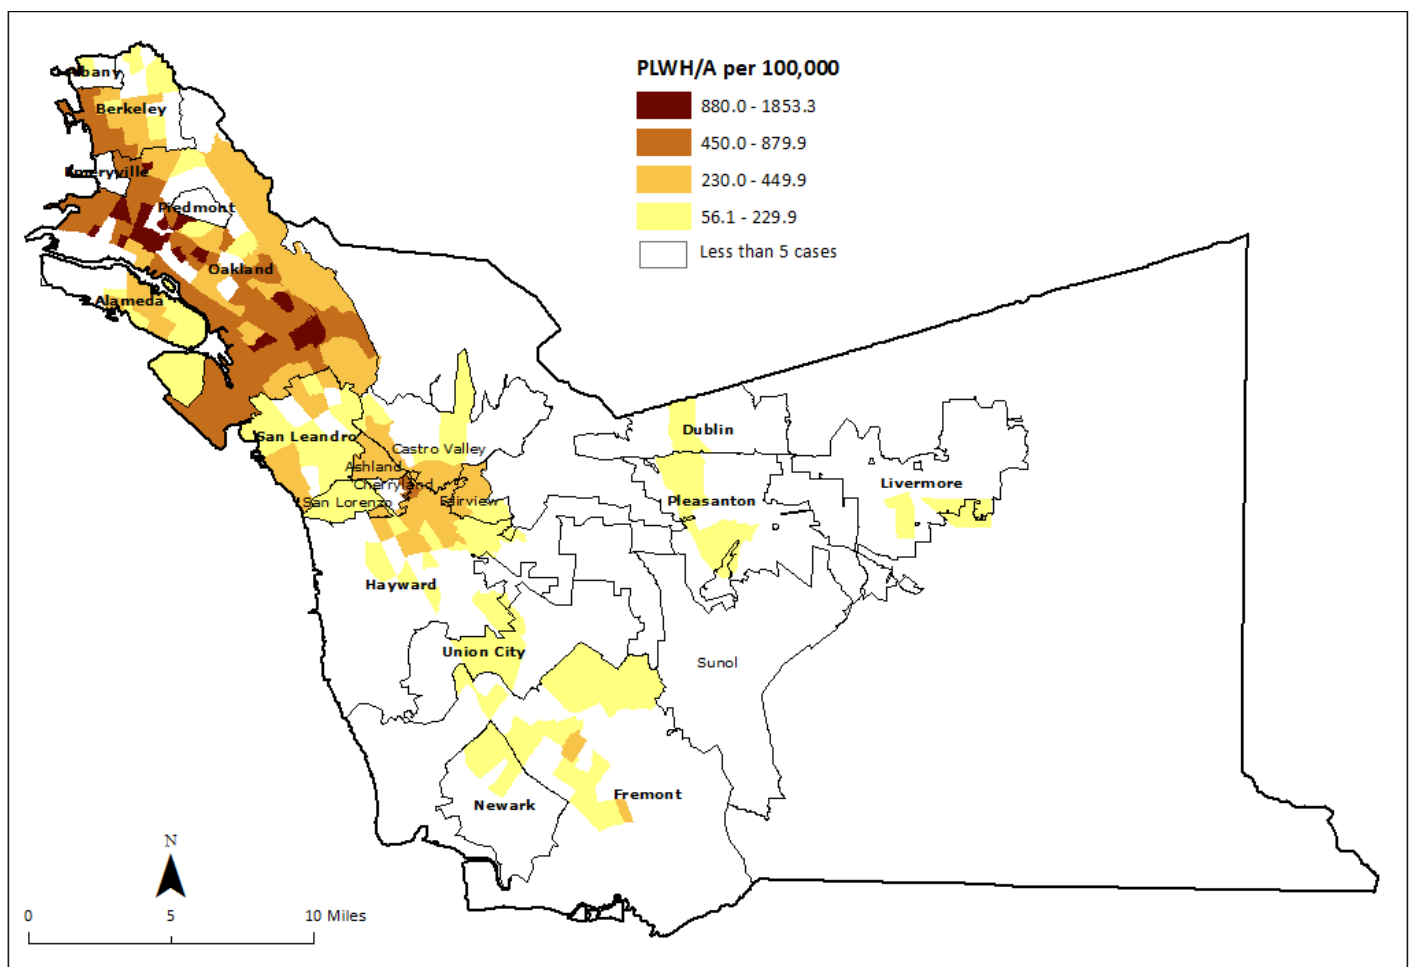 PLWH/A per 100,000
880.0 - 1853.3
450.0 - 879.9
230.0 - 449.9
56.1 - 229.9
Less than 5 cases
Albany
Berkeley
Emeryville
Piedmont
Oakland
Alameda
San Leandro
Castro Valley
Ashland
Cherryland
San Lorenzo
Fairview
Dublin
Pleasanton
Livermore
Hayward
Union City
Sunol
Fremont
Newark
N
0 5 10 Miles